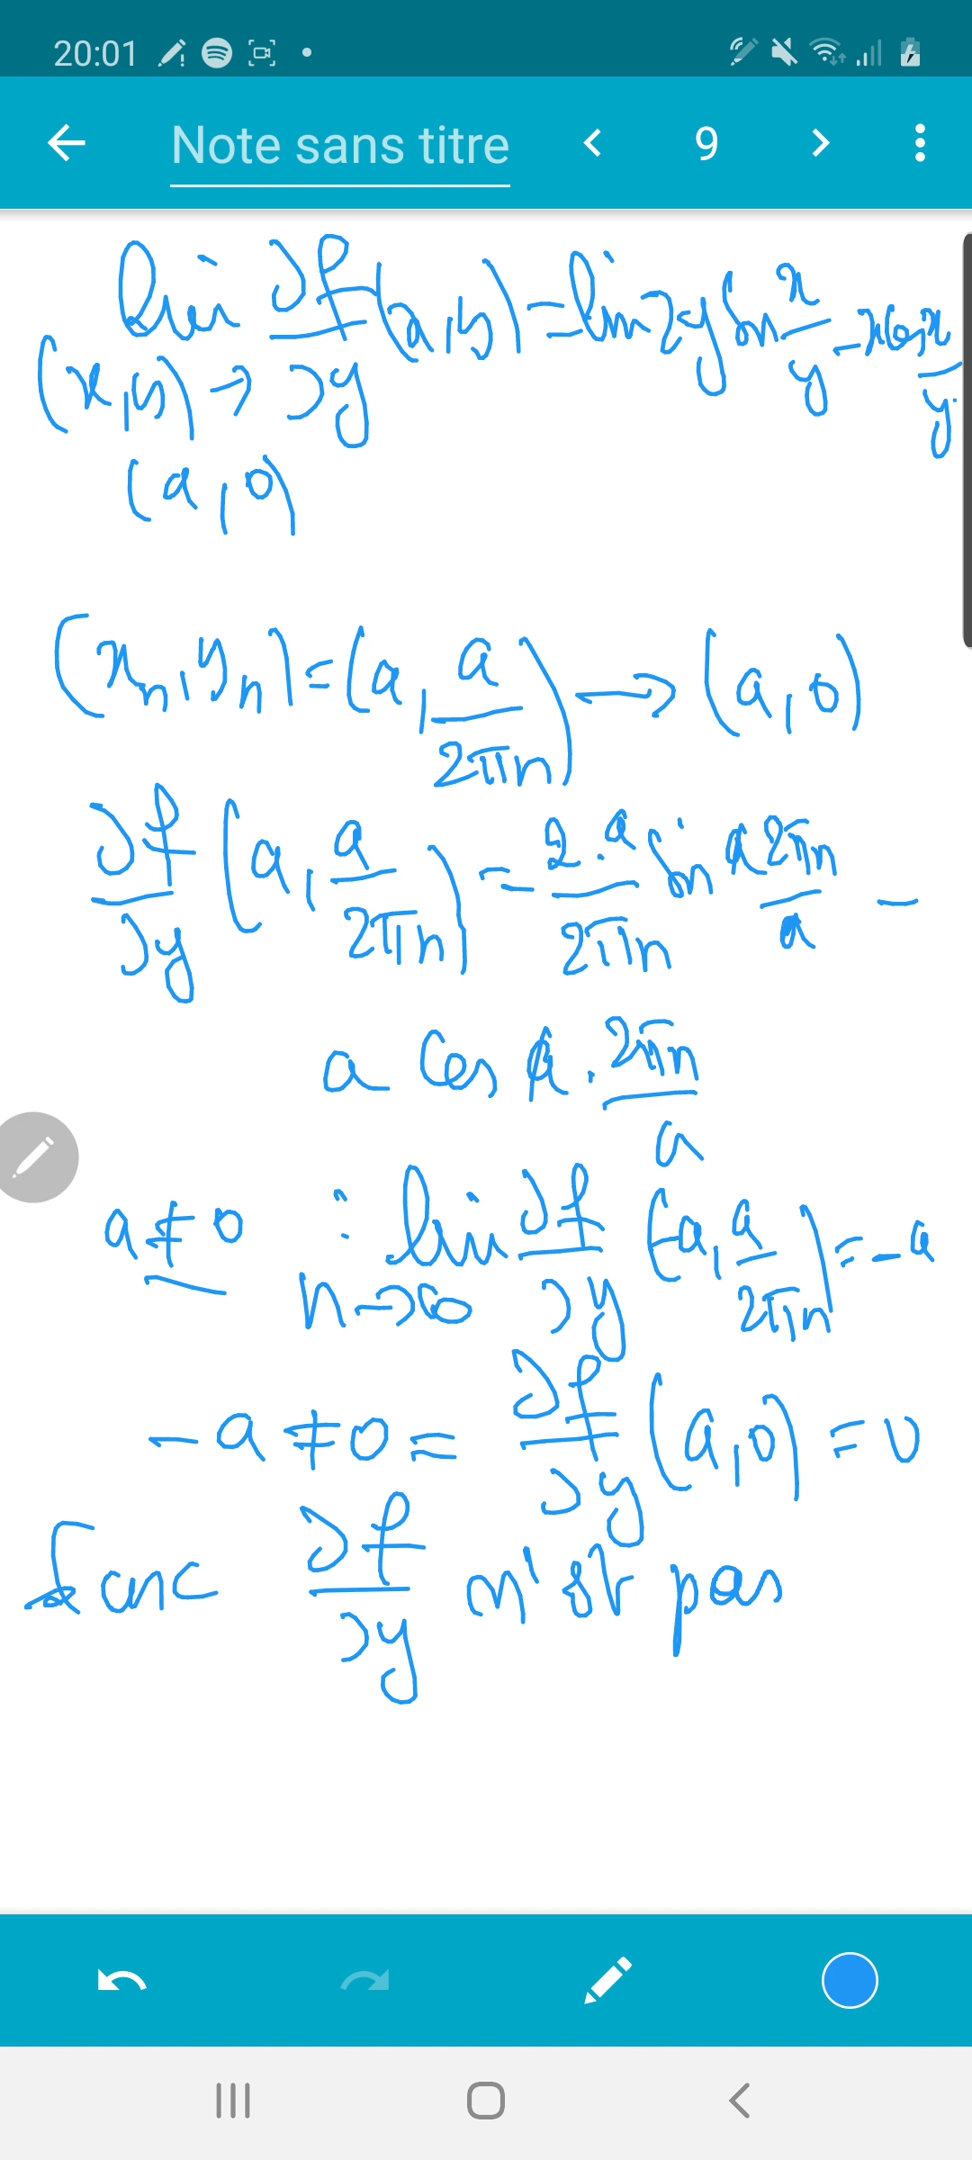 20:01
Note sans titre 9
lim ∂f/∂y (a,y) = lim 2y sin x/y - x cos x/y
(x,y) → (a,0)
(xn, yn) = (a, a/2πn) → (a,0)
∂f/∂y (a, a/2πn) = 2.a/2πn sin a2πn/a -
a cos a.2πn/a
a ≠ 0 : lim n→∞ ∂f/∂y (a, a/2πn) = -a
-a ≠ 0 = ∂f/∂y (a,0) = 0
donc ∂f/∂y n'est pas